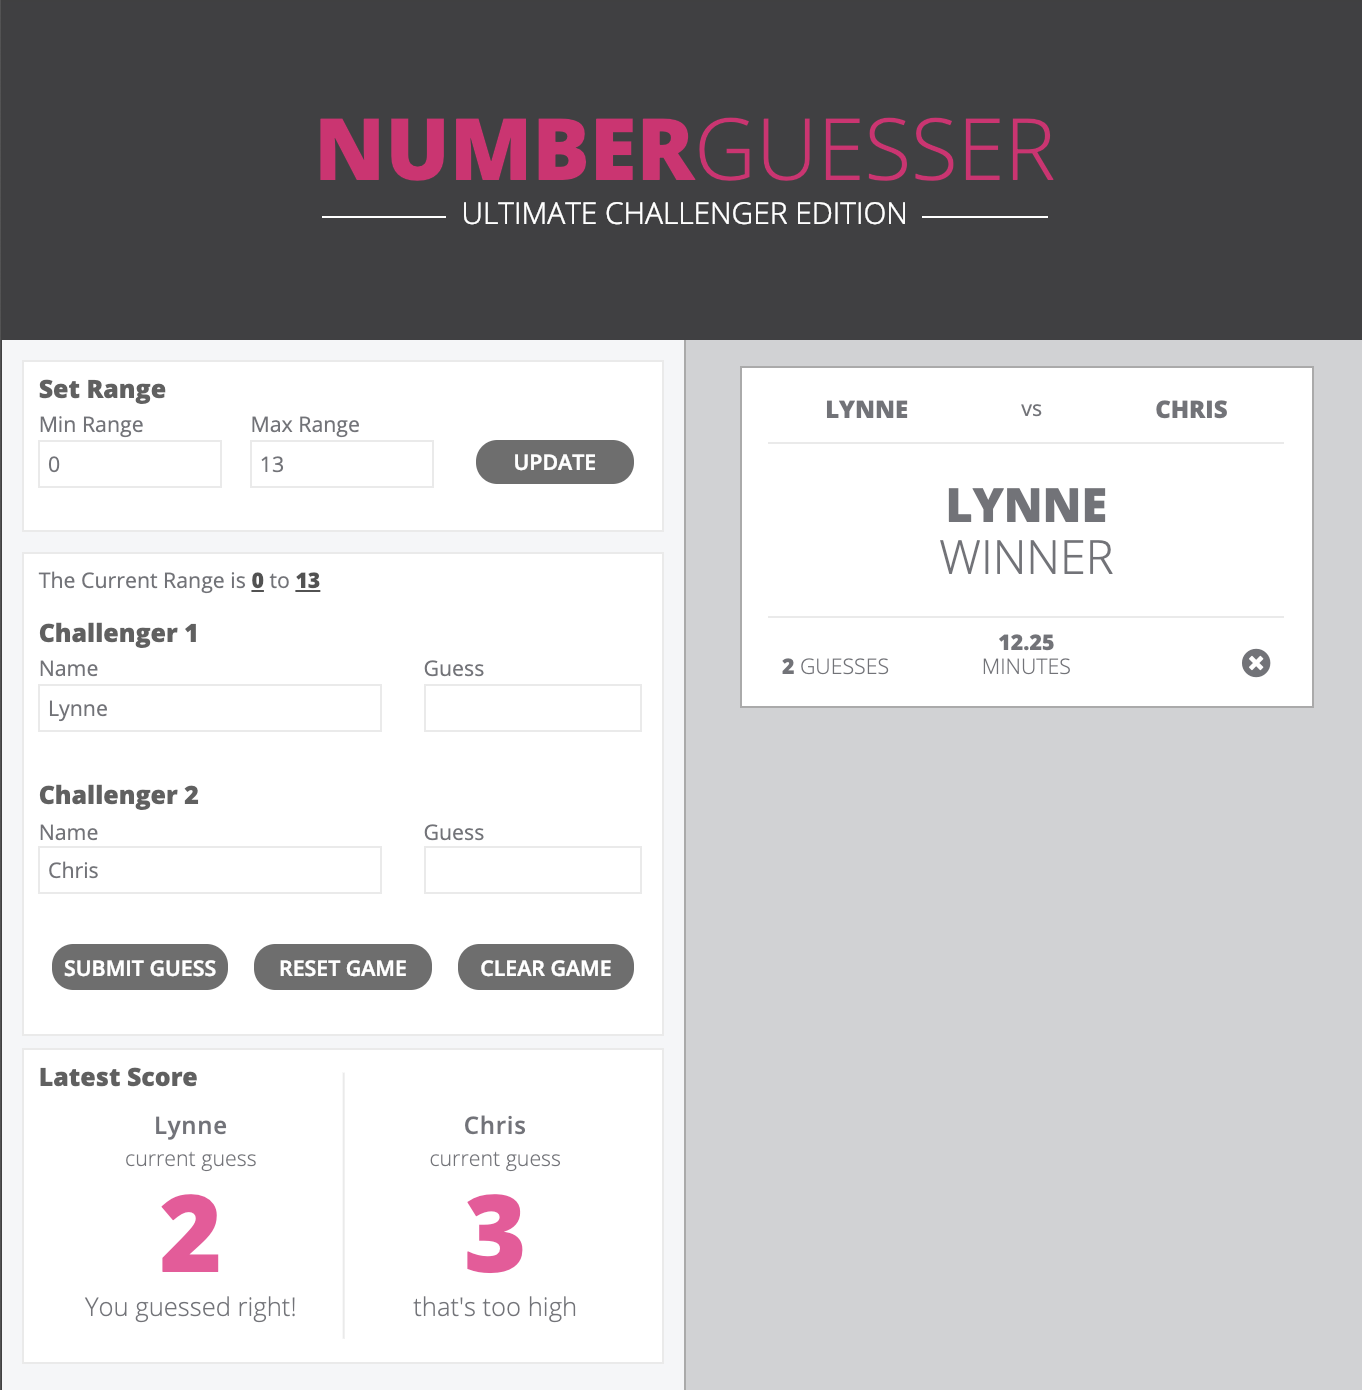 NUMBERGUESSER
ULTIMATE CHALLENGER EDITION
Set Range
Min Range Max Range
0 13 UPDATE
The Current Range is 0 to 13
Challenger 1
Name Guess
Lynne
Challenger 2
Name Guess
Chris
SUBMIT GUESS RESET GAME CLEAR GAME
Latest Score
Lynne Chris
current guess current guess
2 3
You guessed right! that's too high
LYNNE vs CHRIS
LYNNE
WINNER
2 GUESSES 12.25 MINUTES